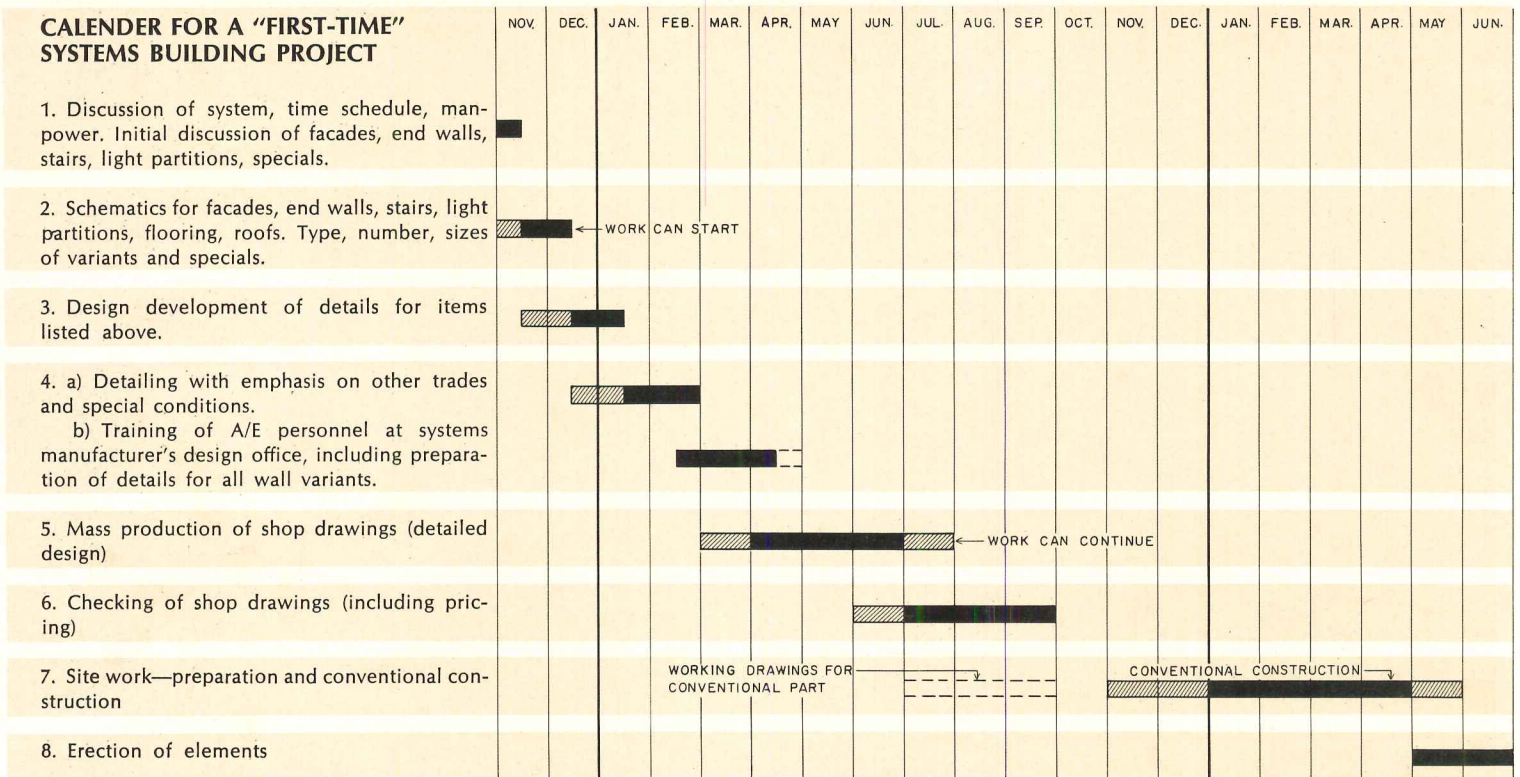 CALENDER FOR A “FIRST-TIME”
SYSTEMS BUILDING PROJECT
NOV. DEC. JAN. FEB. MAR. APR. MAY JUN. JUL. AUG. SEP. OCT. NOV. DEC. JAN. FEB. MAR. APR. MAY JUN.
1. Discussion of system, time schedule, man-
power. Initial discussion of facades, end walls,
stairs, light partitions, specials.
2. Schematics for facades, end walls, stairs, light
partitions, flooring, roofs. Type, number, sizes
of variants and specials.
WORK CAN START
3. Design development of details for items
listed above.
4. a) Detailing with emphasis on other trades
and special conditions.
b) Training of A/E personnel at systems
manufacturer’s design office, including prepara-
tion of details for all wall variants.
5. Mass production of shop drawings (detailed
design)
WORK CAN CONTINUE
6. Checking of shop drawings (including pric-
ing)
7. Site work—preparation and conventional con-
struction
WORKING DRAWINGS FOR
CONVENTIONAL PART
CONVENTIONAL CONSTRUCTION
8. Erection of elements